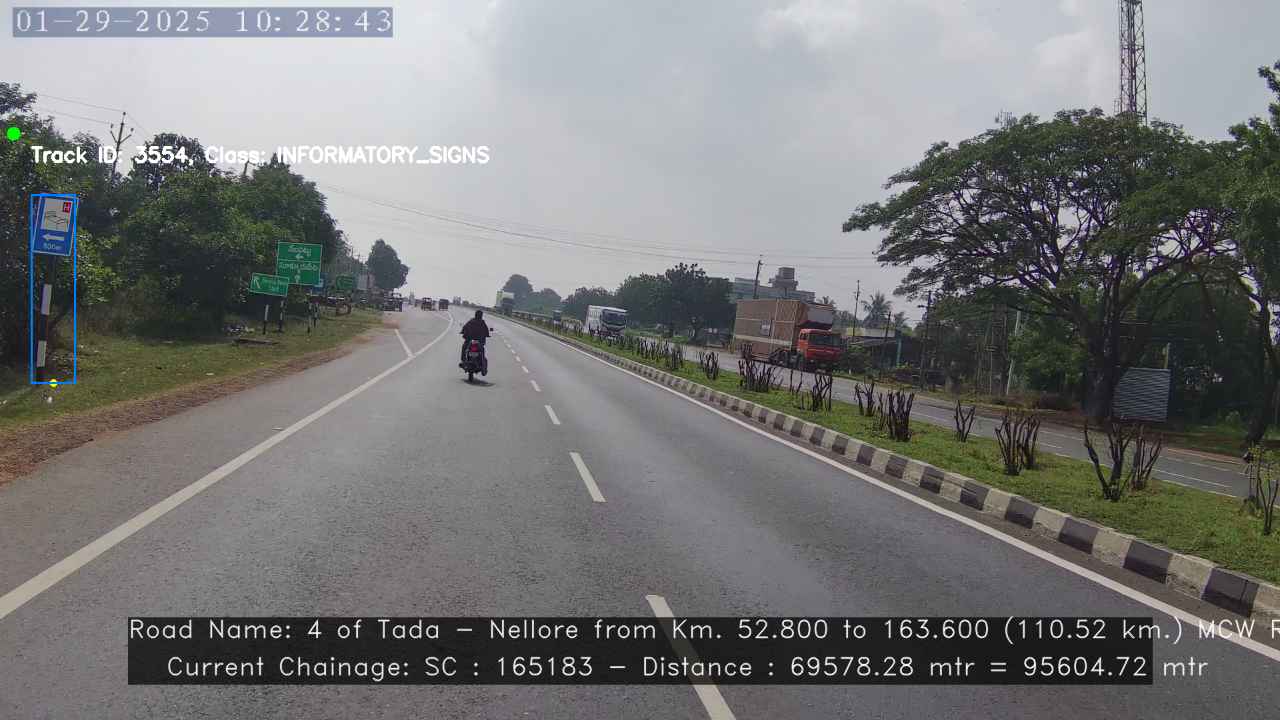 01-29-2025 10:28:43
Track ID: 3554, Class: INFORMATORY_SIGNS
H
500m
Road Name: 4 of Tada - Nellore from Km. 52.800 to 163.600 (110.52 km.) MCW
Current Chainage: SC : 165183 - Distance : 69578.28 mtr = 95604.72 mtr